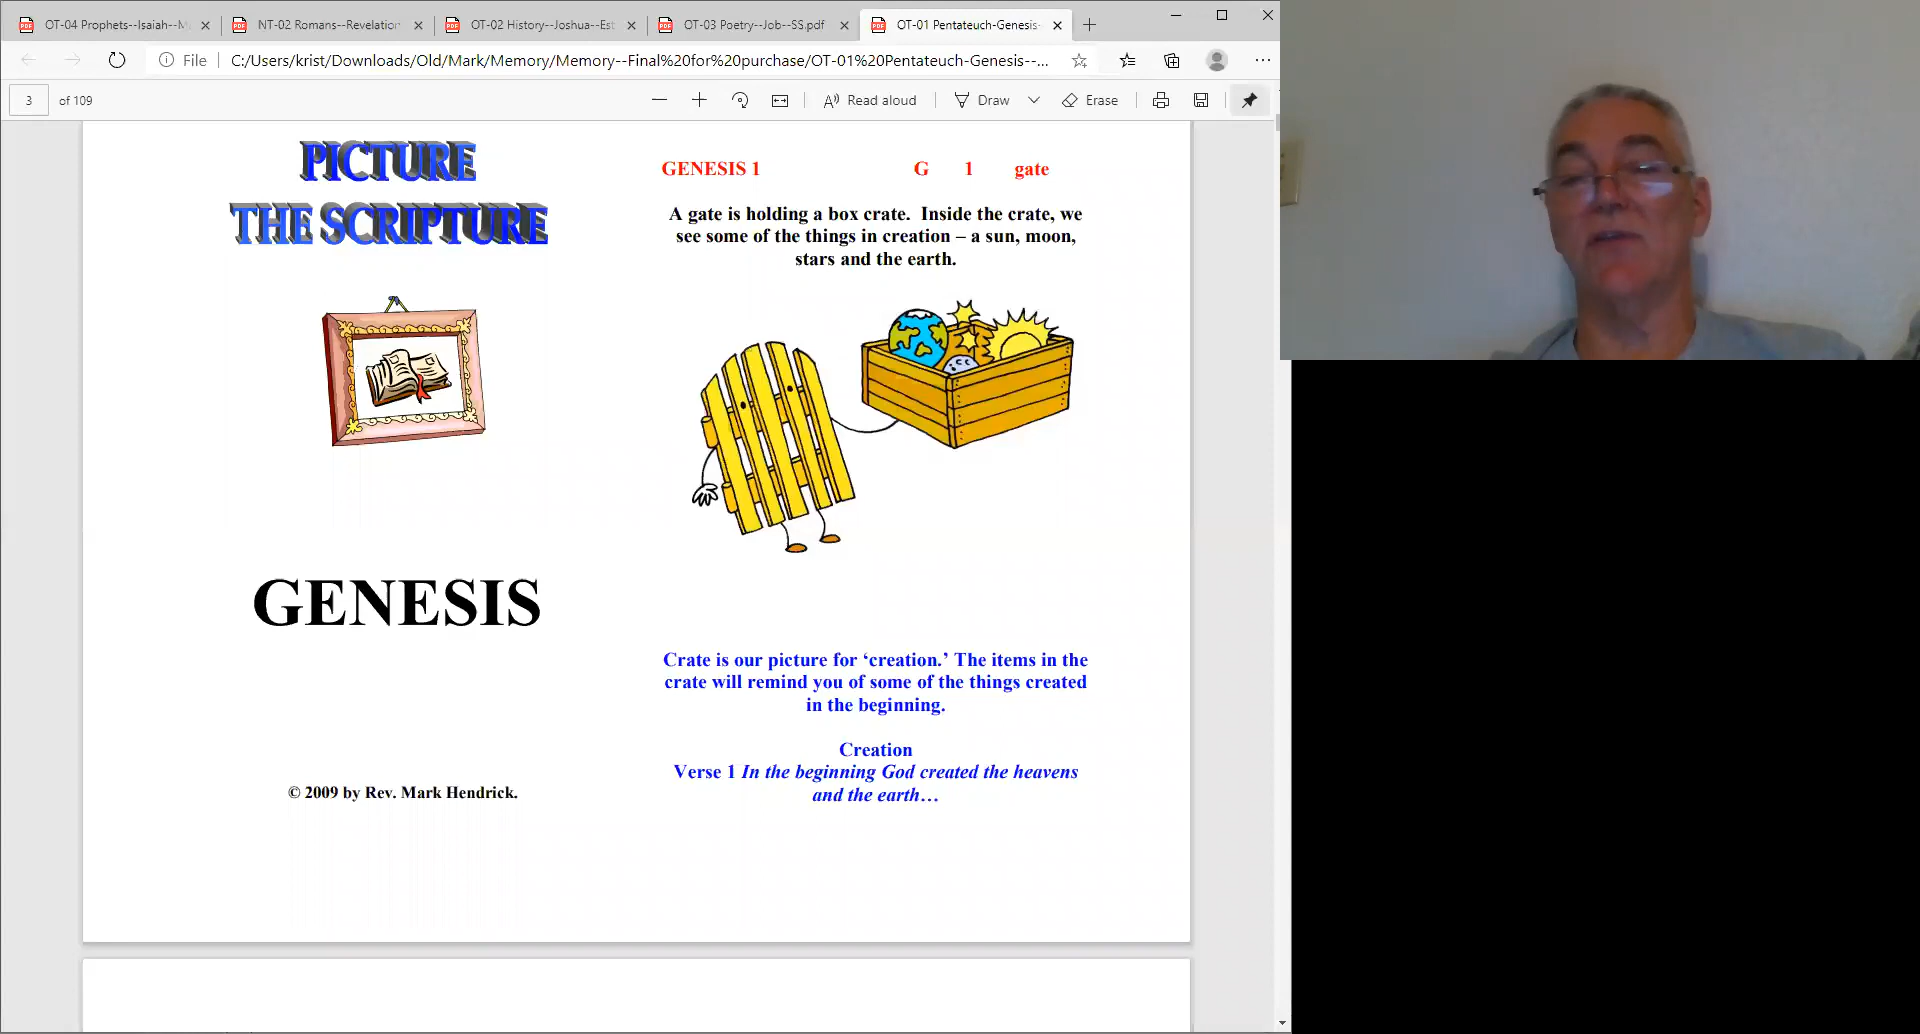 OT-04 Prophets--Isaiah--M
NT-02 Romans--Revelation
OT-02 History--Joshua--Est
OT-03 Poetry--Job--SS.pdf
OT-01 Pentateuch-Genesis-
File
C:/Users/krist/Downloads/Old/Mark/Memory/Memory--Final%20for%20purchase/OT-01%20Pentateuch-Genesis--...
3 of 109
Read aloud
Draw
Erase
PICTURE
THE SCRIPTURE
GENESIS
© 2009 by Rev. Mark Hendrick.
GENESIS 1 G 1 gate
A gate is holding a box crate. Inside the crate, we
see some of the things in creation – a sun, moon,
stars and the earth.
Crate is our picture for ‘creation.’ The items in the
crate will remind you of some of the things created
in the beginning.
Creation
Verse 1 In the beginning God created the heavens
and the earth…